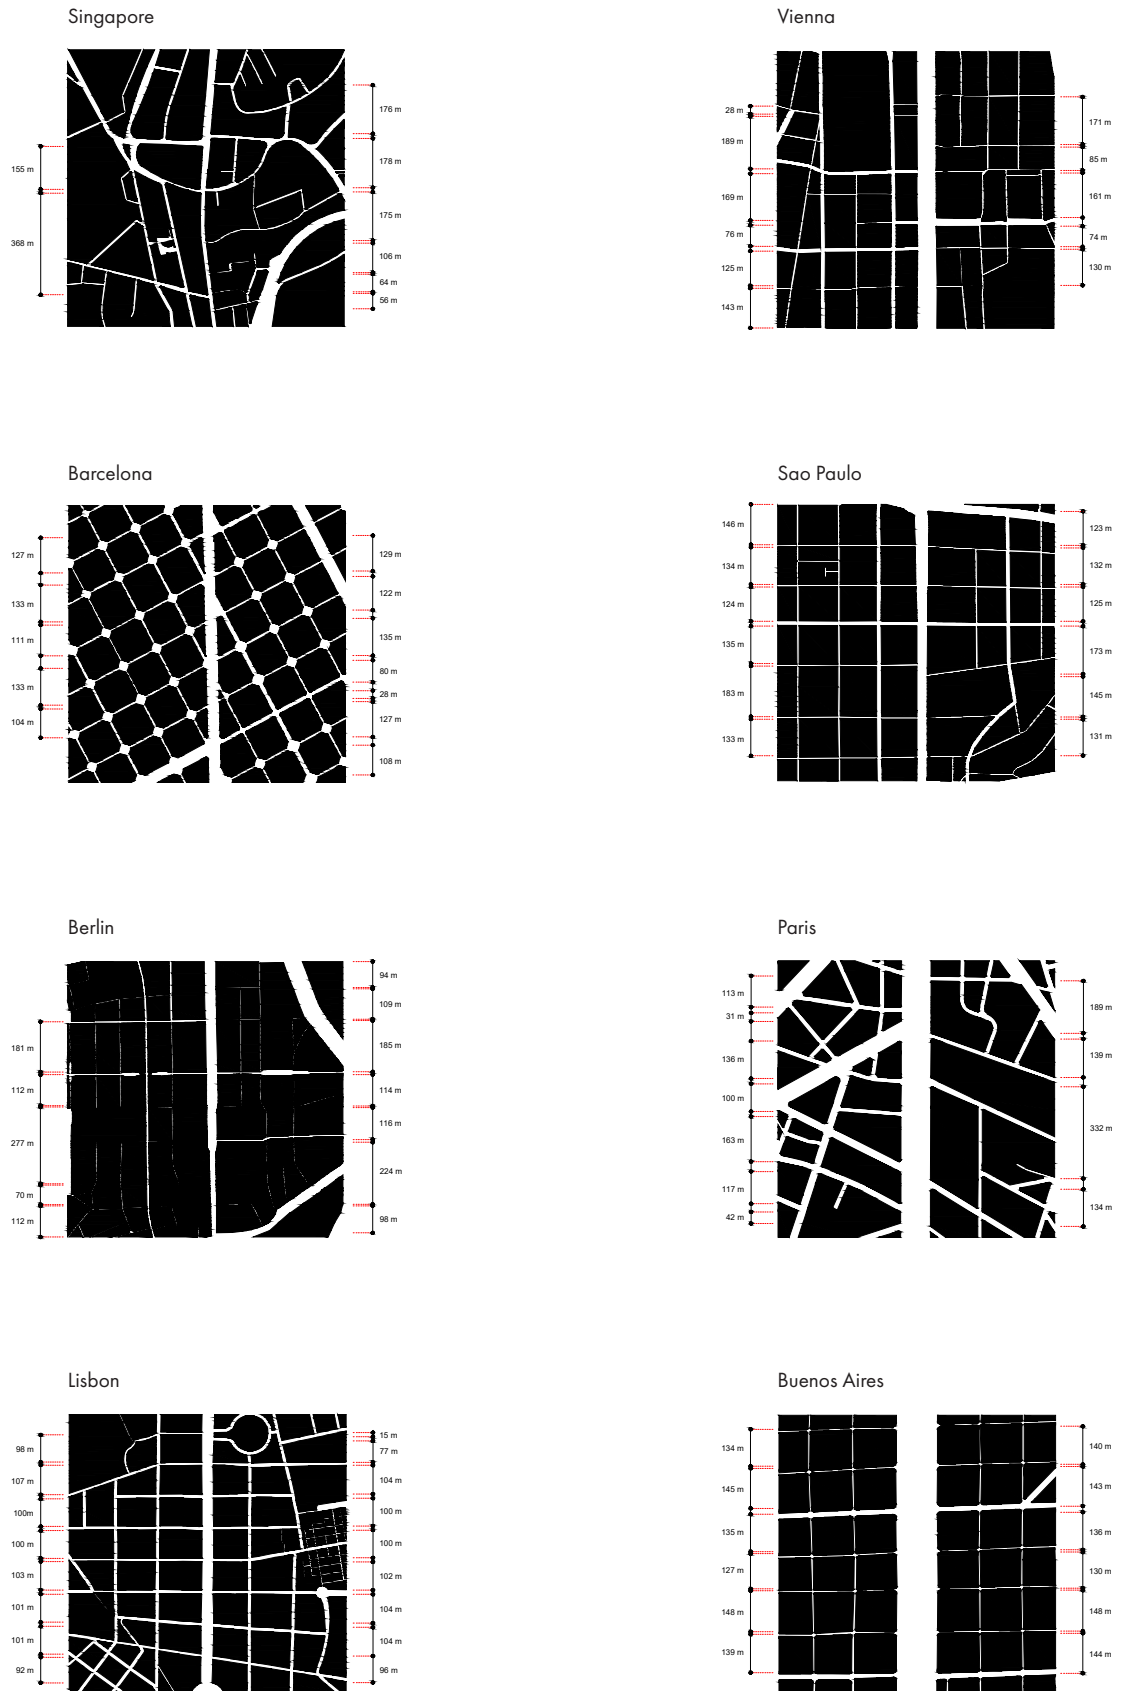 Singapore
155 m
368 m
176 m
178 m
175 m
106 m
64 m
56 m
Vienna
28 m
189 m
169 m
76 m
125 m
143 m
171 m
85 m
161 m
74 m
130 m
Barcelona
127 m
133 m
111 m
133 m
104 m
129 m
122 m
135 m
80 m
28 m
127 m
108 m
Sao Paulo
146 m
134 m
124 m
135 m
183 m
133 m
123 m
132 m
125 m
173 m
145 m
131 m
Berlin
181 m
112 m
277 m
70 m
112 m
94 m
109 m
185 m
114 m
116 m
224 m
98 m
Paris
113 m
31 m
136 m
100 m
163 m
117 m
42 m
189 m
139 m
332 m
134 m
Lisbon
98 m
107 m
100m
100 m
103 m
101 m
101 m
92 m
15 m
77 m
104 m
100 m
100 m
102 m
104 m
104 m
96 m
Buenos Aires
134 m
145 m
135 m
127 m
148 m
139 m
140 m
143 m
136 m
130 m
148 m
144 m